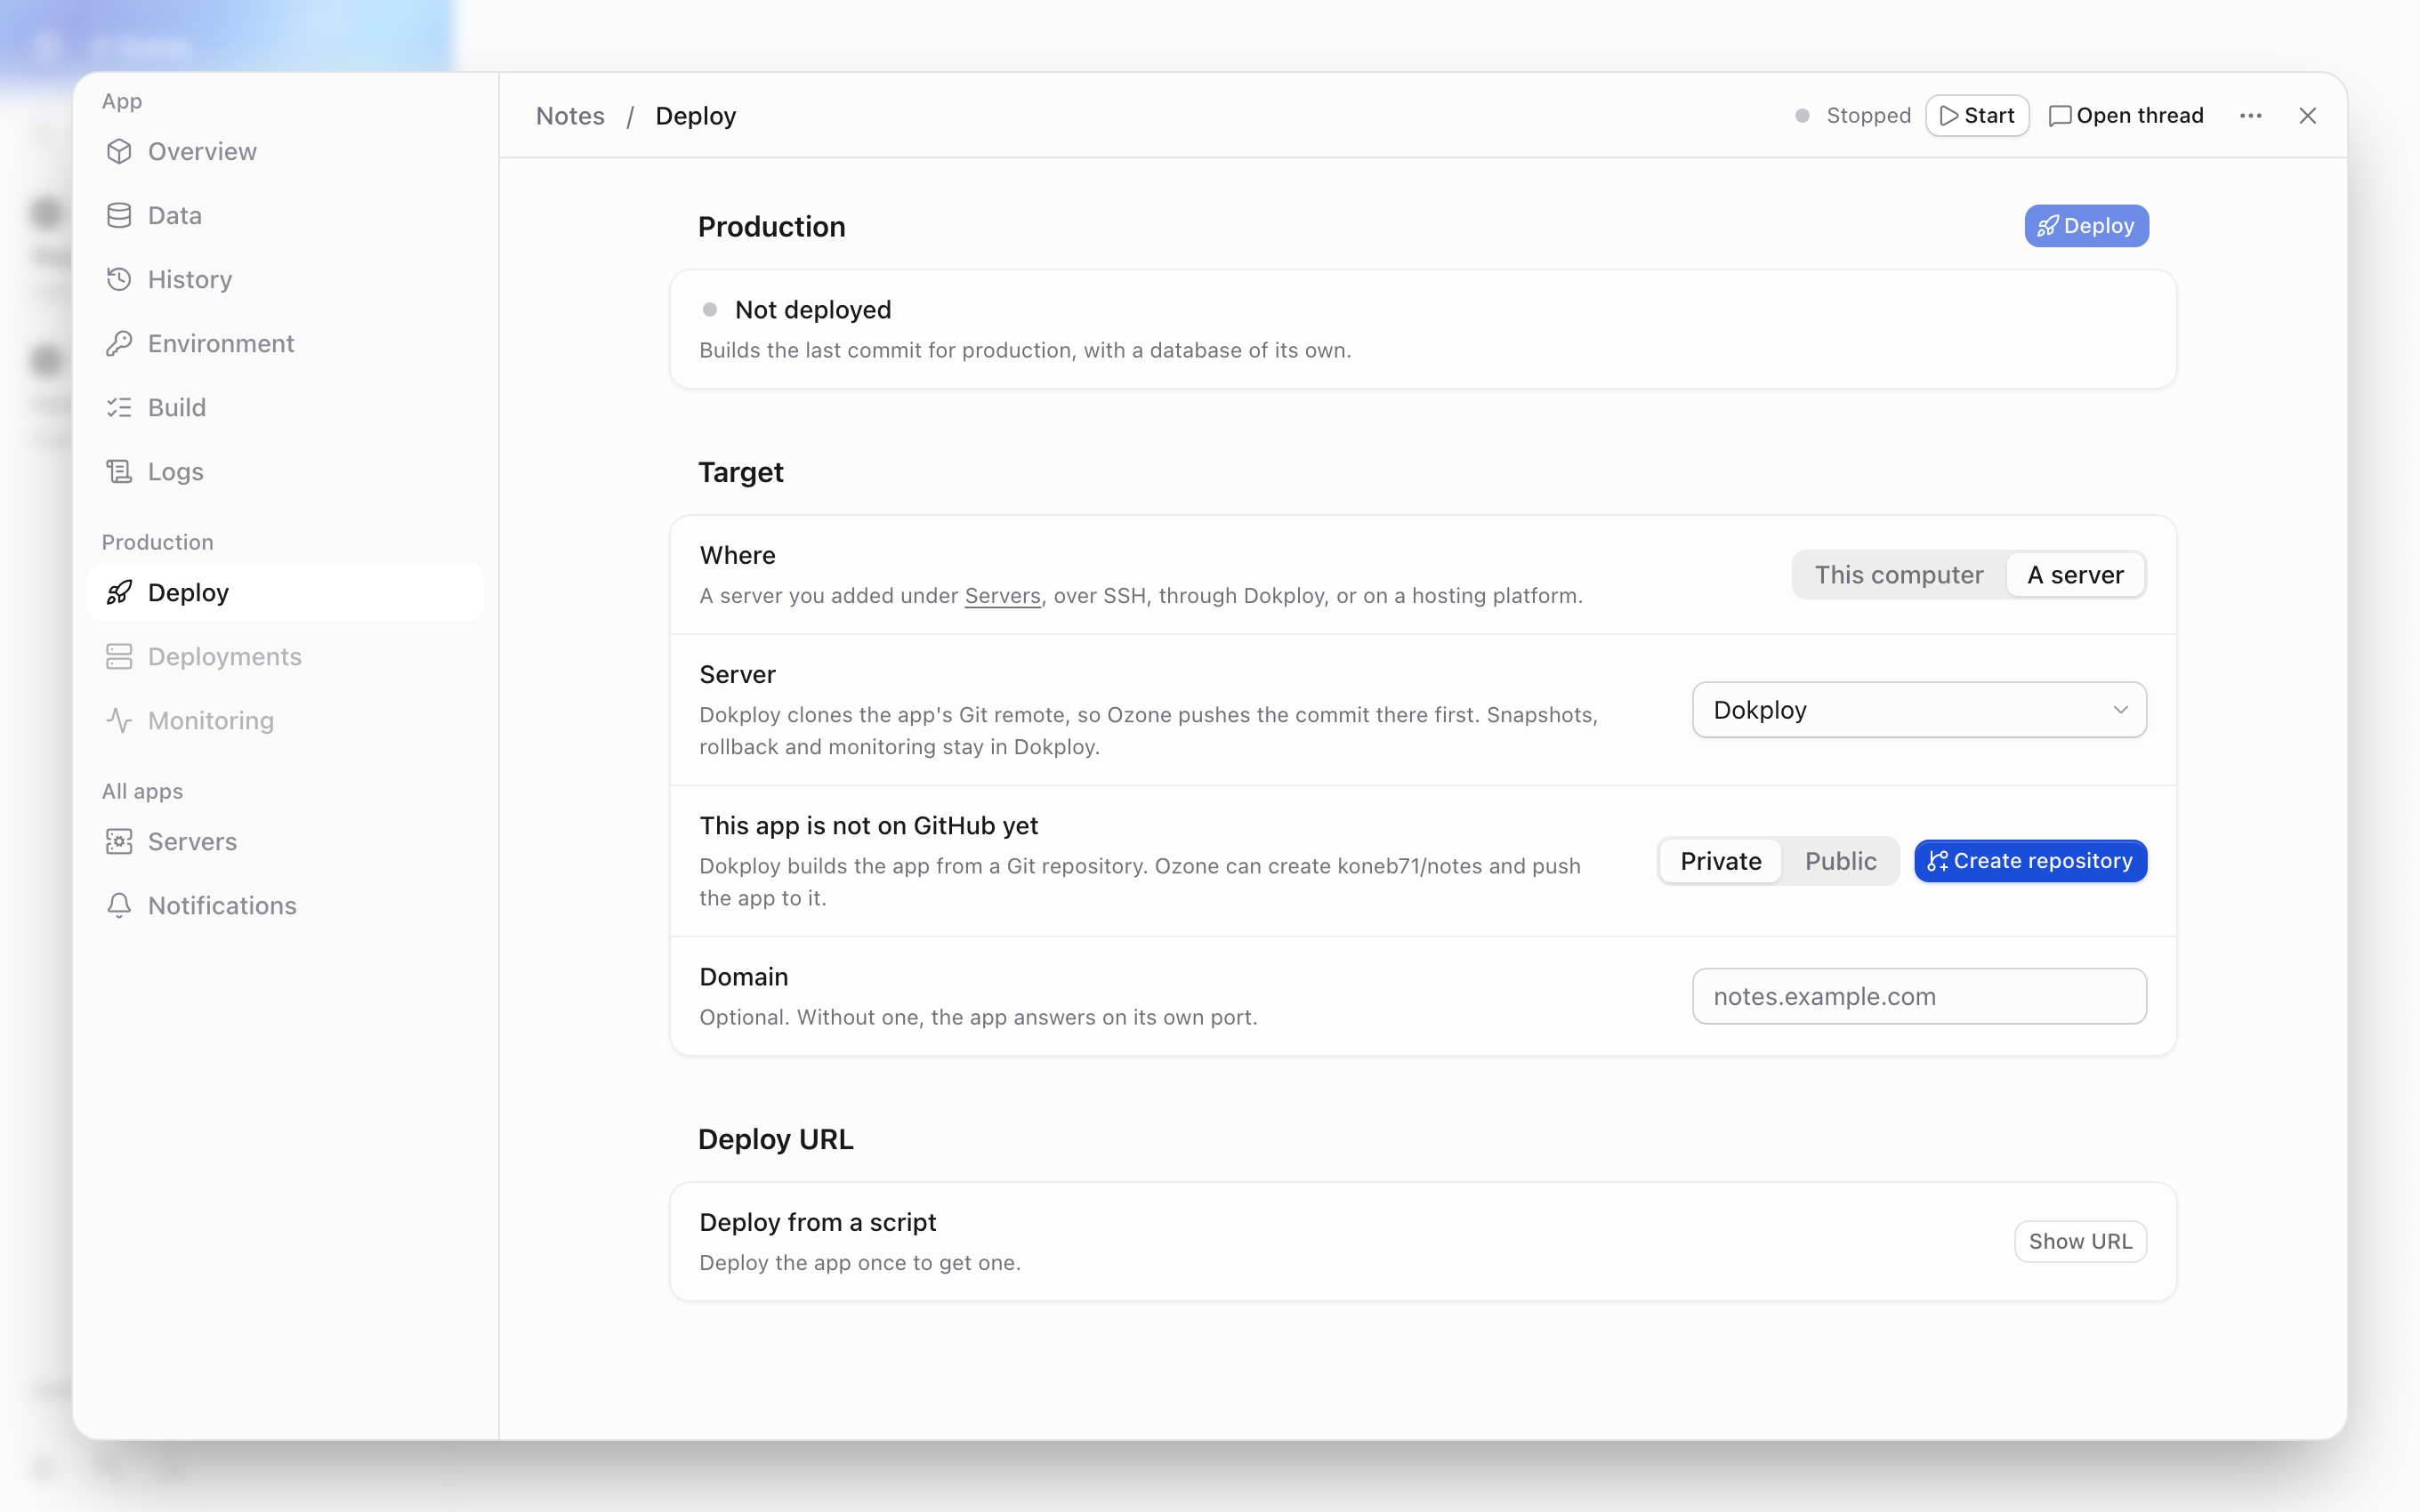 App
Overview
Data
History
Environment
Build
Logs
Production
Deploy
Deployments
Monitoring
All apps
Servers
Notifications
Notes / Deploy
Stopped
Start
Open thread
Production
Deploy
Not deployed
Builds the last commit for production, with a database of its own.
Target
Where
A server you added under Servers, over SSH, through Dokploy, or on a hosting platform.
This computer
A server
Server
Dokploy clones the app's Git remote, so Ozone pushes the commit there first. Snapshots,
rollback and monitoring stay in Dokploy.
Dokploy
This app is not on GitHub yet
Dokploy builds the app from a Git repository. Ozone can create koneb71/notes and push
the app to it.
Private
Public
Create repository
Domain
Optional. Without one, the app answers on its own port.
notes.example.com
Deploy URL
Deploy from a script
Deploy the app once to get one.
Show URL